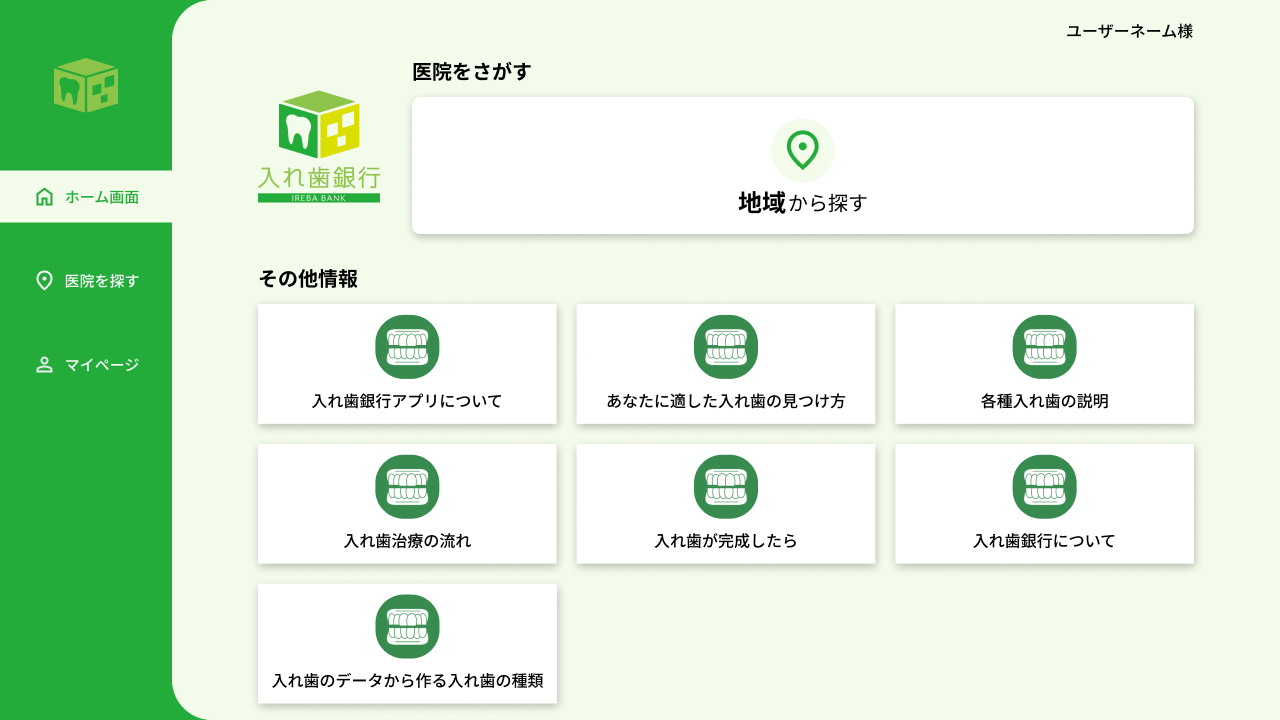 ユーザーネーム様
ホーム画面
医院を探す
マイページ
入れ歯銀行
IREBA BANK
医院をさがす
地域から探す
その他情報
入れ歯銀行アプリについて
あなたに適した入れ歯の見つけ方
各種入れ歯の説明
入れ歯治療の流れ
入れ歯が完成したら
入れ歯銀行について
入れ歯のデータから作る入れ歯の種類